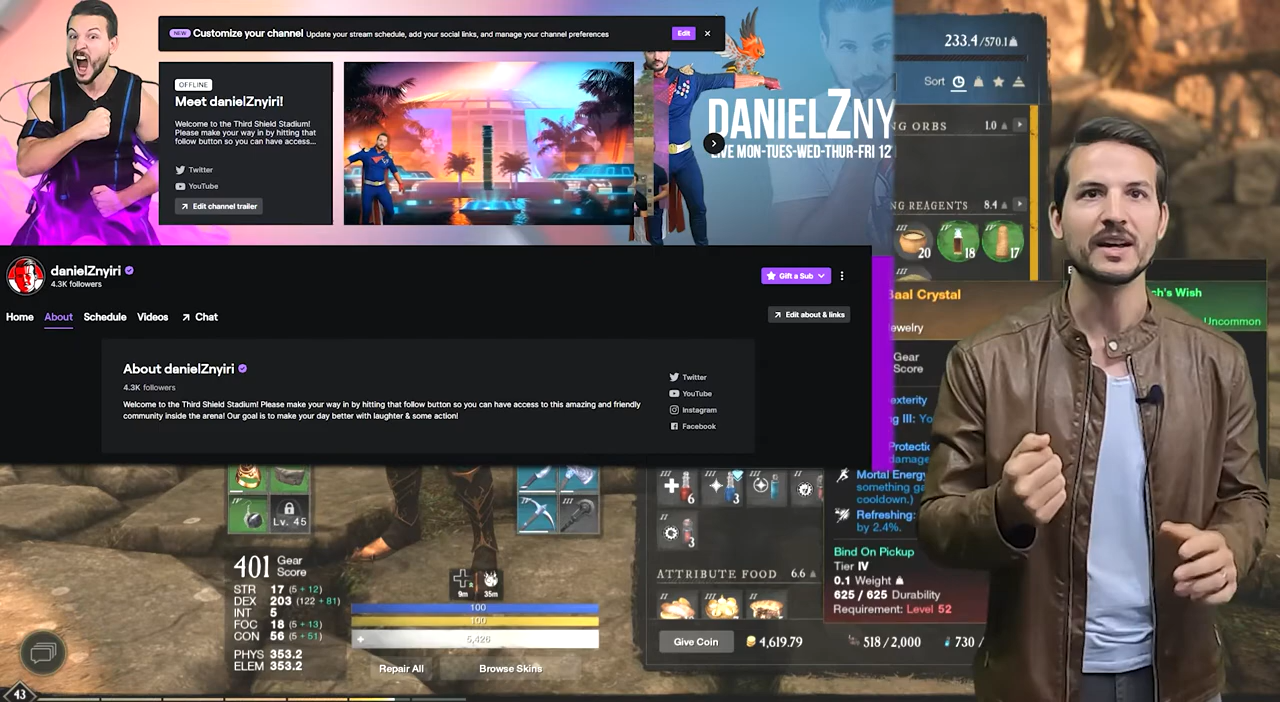 NEW Customize your channel Update your stream schedule, add your social links, and manage your channel preferences
Edit
OFFLINE
Meet danielZnyiri!
Welcome to the Third Shield Stadium!
Please make your way in by hitting that
follow button so you can have access...
Twitter
YouTube
Edit channel trailer
DANIELZNY
LIVE MON-TUES-WED-THUR-FRI 12
danielZnyiri
4.3K followers
Gift a Sub
Home About Schedule Videos Chat
Edit about & links
About danielZnyiri
4.3K followers
Welcome to the Third Shield Stadium! Please make your way in by hitting that follow button so you can have access to this amazing and friendly
community inside the arena! Our goal is to make your day better with laughter & some action!
Twitter
YouTube
Instagram
Facebook
233.4 /570.1
Sort
NG ORBS 1.0
REAGENTS 8.4
III 20 III 18 III 17
III
Baal Crystal
ewelry
Gear
Score
exterity
ng III: Yo
Protectio
damage
Mortal Energy
something ga
cooldown.)
Refreshing:
by 2.4%.
Bind On Pickup
Tier IV
0.1 Weight
625 / 625 Durability
Requirement: Level 52
ch's Wish
Uncommon
Lv. 45
401 Gear
Score
STR 17 (5 + 12)
DEX 203 (122 + 81)
INT 5
FOC 18 (5 + 13)
CON 56 (5 + 51)
PHYS 353.2
ELEM 353.2
9m 35m
100
100
5,426
Repair All
Browse Skins
6 3
3
ATTRIBUTE FOOD 6.6
Give Coin
4,619.79
518 / 2,000
730 /
43